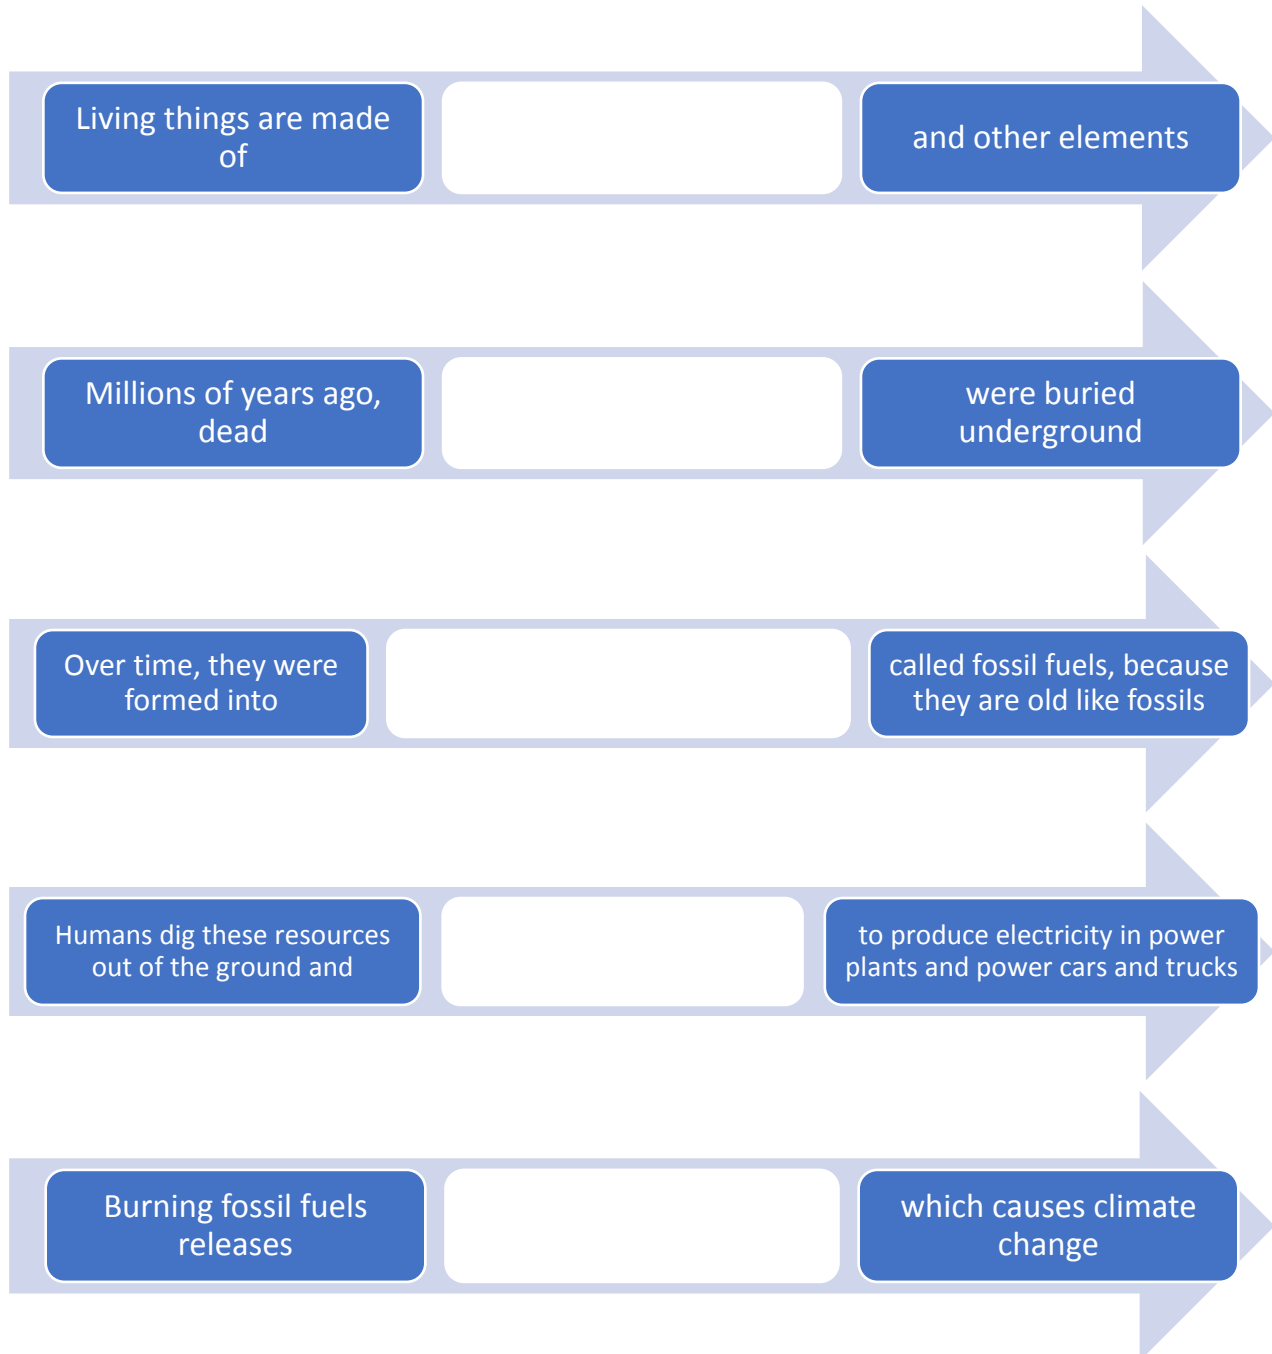 Living things are made
of
and other elements
Millions of years ago,
dead
were buried
underground
Over time, they were
formed into
called fossil fuels, because
they are old like fossils
Humans dig these resources
out of the ground and
to produce electricity in power
plants and power cars and trucks
Burning fossil fuels
releases
which causes climate
change